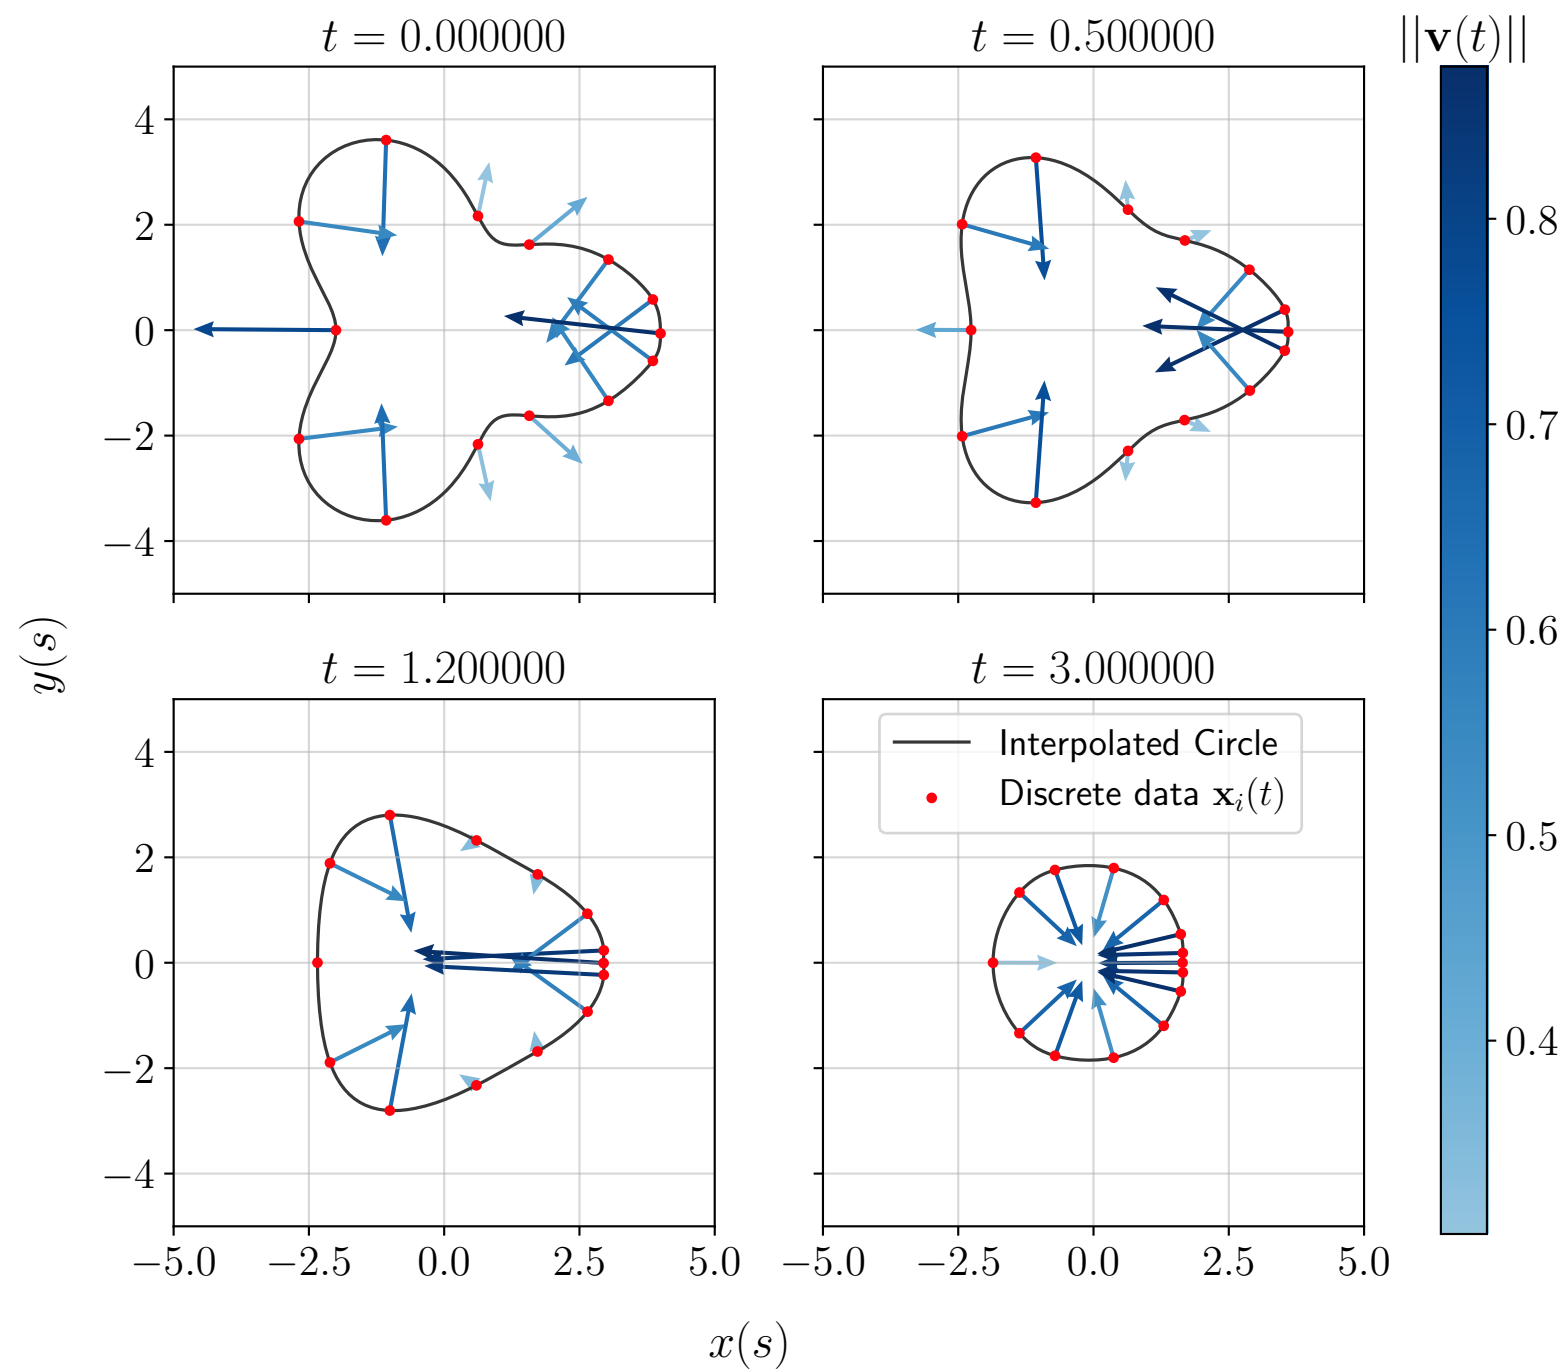 t = 0.000000
t = 0.500000
||v(t)||
4
2
0
−2
−4
0.8
0.7
0.6
0.5
0.4
y(s)
t = 1.200000
t = 3.000000
4
2
0
−2
−4
Interpolated Circle
Discrete data xᵢ(t)
−5.0 −2.5 0.0 2.5 5.0
−5.0 −2.5 0.0 2.5 5.0
x(s)